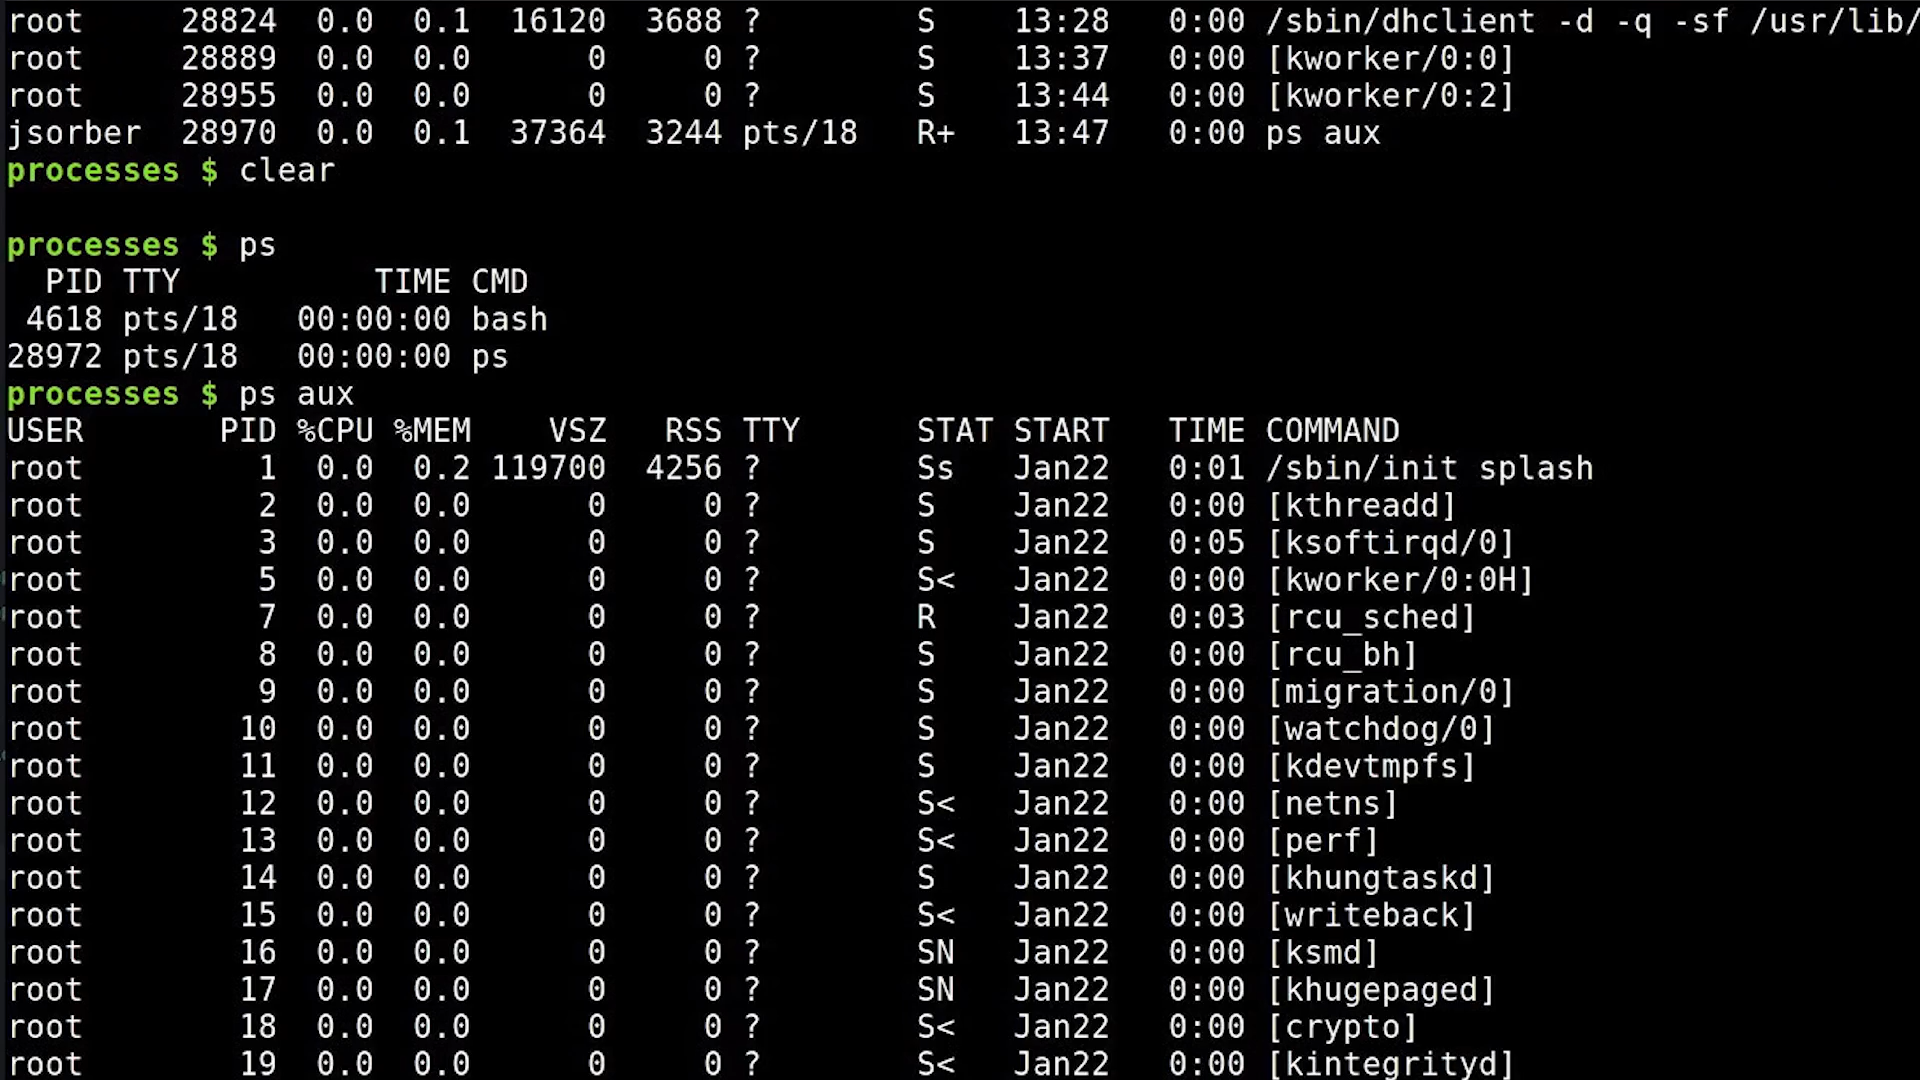 root     28824  0.0  0.1  16120  3688 ?        S    13:28   0:00 /sbin/dhclient -d -q -sf /usr/lib/
root     28889  0.0  0.0      0     0 ?        S    13:37   0:00 [kworker/0:0]
root     28955  0.0  0.0      0     0 ?        S    13:44   0:00 [kworker/0:2]
jsorber  28970  0.0  0.1  37364  3244 pts/18   R+   13:47   0:00 ps aux
processes $ clear
processes $ ps
  PID TTY          TIME CMD
 4618 pts/18   00:00:00 bash
28972 pts/18   00:00:00 ps
processes $ ps aux
USER       PID %CPU %MEM    VSZ   RSS TTY      STAT START   TIME COMMAND
root         1  0.0  0.2 119700  4256 ?        Ss   Jan22   0:01 /sbin/init splash
root         2  0.0  0.0      0     0 ?        S    Jan22   0:00 [kthreadd]
root         3  0.0  0.0      0     0 ?        S    Jan22   0:05 [ksoftirqd/0]
root         5  0.0  0.0      0     0 ?        S<   Jan22   0:00 [kworker/0:0H]
root         7  0.0  0.0      0     0 ?        R    Jan22   0:03 [rcu_sched]
root         8  0.0  0.0      0     0 ?        S    Jan22   0:00 [rcu_bh]
root         9  0.0  0.0      0     0 ?        S    Jan22   0:00 [migration/0]
root        10  0.0  0.0      0     0 ?        S    Jan22   0:00 [watchdog/0]
root        11  0.0  0.0      0     0 ?        S    Jan22   0:00 [kdevtmpfs]
root        12  0.0  0.0      0     0 ?        S<   Jan22   0:00 [netns]
root        13  0.0  0.0      0     0 ?        S<   Jan22   0:00 [perf]
root        14  0.0  0.0      0     0 ?        S    Jan22   0:00 [khungtaskd]
root        15  0.0  0.0      0     0 ?        S<   Jan22   0:00 [writeback]
root        16  0.0  0.0      0     0 ?        SN   Jan22   0:00 [ksmd]
root        17  0.0  0.0      0     0 ?        SN   Jan22   0:00 [khugepaged]
root        18  0.0  0.0      0     0 ?        S<   Jan22   0:00 [crypto]
root        19  0.0  0.0      0     0 ?        S<   Jan22   0:00 [kintegrityd]